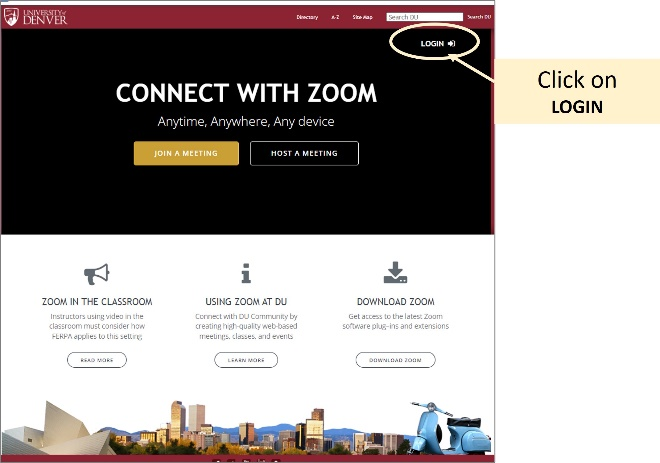 UNIVERSITY of
DENVER
Directory A-Z Site Map Search DU Search DU
LOGIN
CONNECT WITH ZOOM
Anytime, Anywhere, Any device
JOIN A MEETING HOST A MEETING
Click on
LOGIN
ZOOM IN THE CLASSROOM
Instructors using video in the
classroom must consider how
FERPA applies to this setting
READ MORE
USING ZOOM AT DU
Connect with DU Community by
creating high-quality web-based
meetings, classes, and events
LEARN MORE
DOWNLOAD ZOOM
Get access to the latest Zoom
software plug-ins and extensions
DOWNLOAD ZOOM